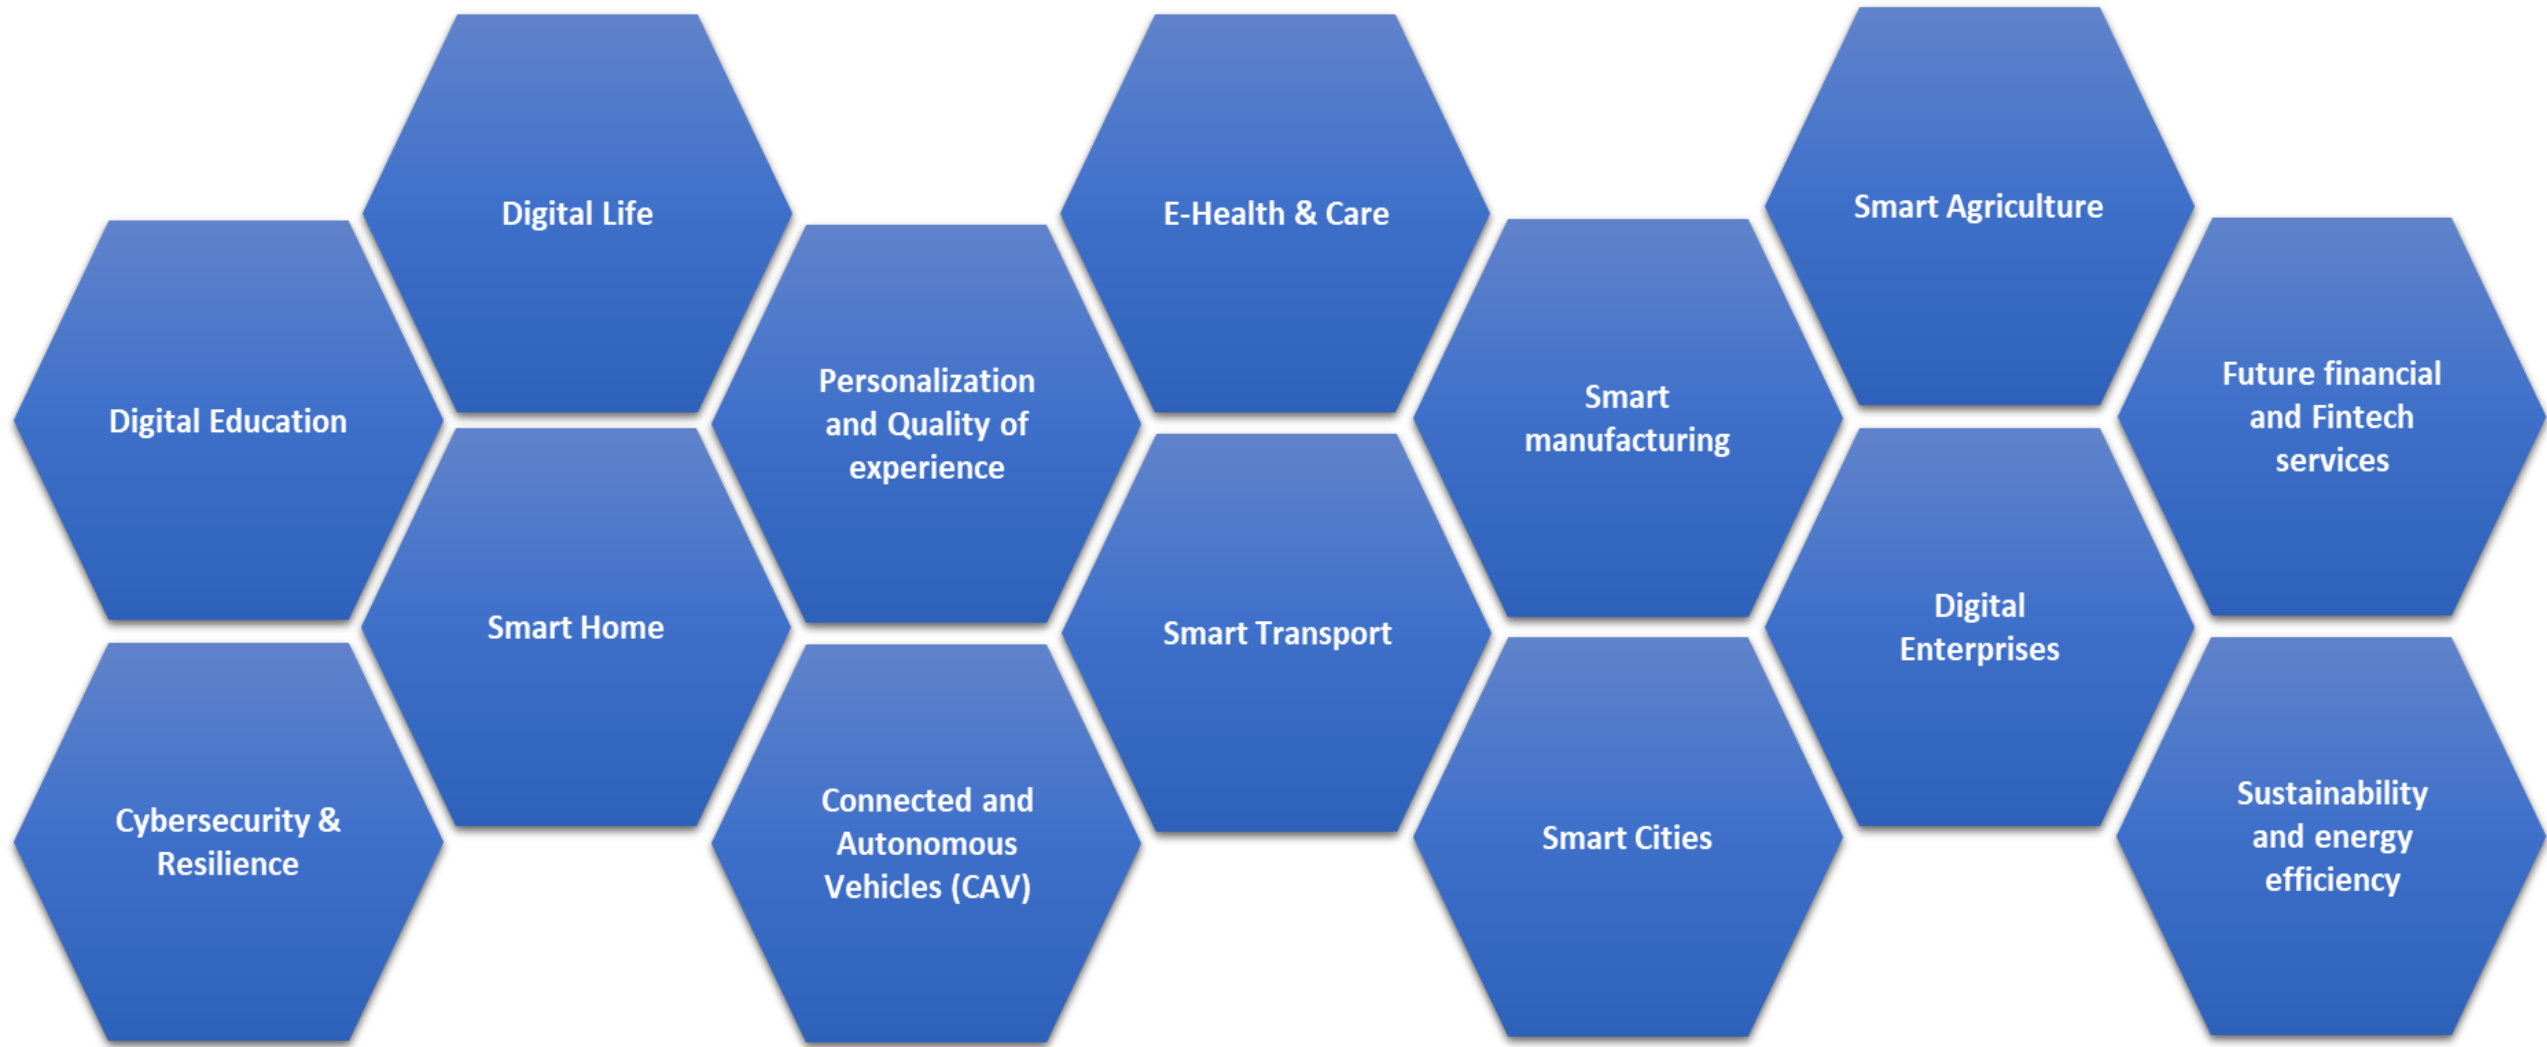 Digital Life
E-Health & Care
Smart Agriculture
Digital Education
Personalization
and Quality of
experience
Smart
manufacturing
Future financial
and Fintech
services
Smart Home
Smart Transport
Digital
Enterprises
Cybersecurity &
Resilience
Connected and
Autonomous
Vehicles (CAV)
Smart Cities
Sustainability
and energy
efficiency